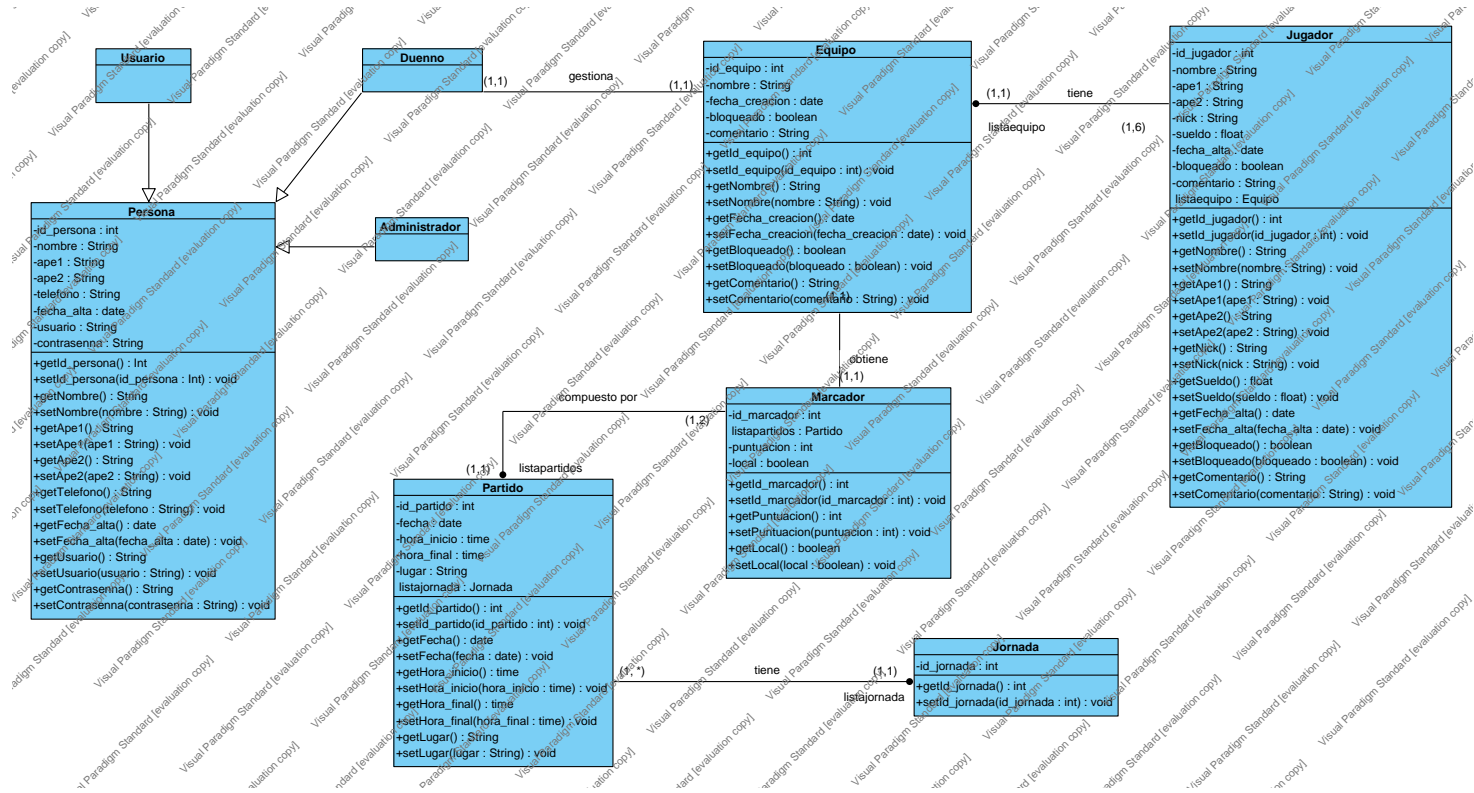 Usuario
Duenno
(1,1)
gestiona
(1,1)
Equipo
-id_equipo : int
-nombre : String
-fecha_creacion : date
-bloqueado : boolean
-comentario : String
+getId_equipo() : int
+setId_equipo(id_equipo : int) : void
+getNombre() : String
+setNombre(nombre : String) : void
+getFecha_creacion() : date
+setFecha_creacion(fecha_creacion : date) : void
+getBloqueado() : boolean
+setBloqueado(bloqueado : boolean) : void
+getComentario() : String
+setComentario(comentario : String) : void
(1,1)
(1,1)
tiene
listaequipo
(1,6)
Jugador
-id_jugador : int
-nombre : String
-ape1 : String
-ape2 : String
-nick : String
-sueldo : float
-fecha_alta : date
-bloqueado : boolean
-comentario : String
listaequipo : Equipo
+getId_jugador() : int
+setId_jugador(id_jugador : int) : void
+getNombre() : String
+setNombre(nombre : String) : void
+getApe1() : String
+setApe1(ape1 : String) : void
+getApe2() : String
+setApe2(ape2 : String) : void
+getNick() : String
+setNick(nick : String) : void
+getSueldo() : float
+setSueldo(sueldo : float) : void
+getFecha_alta() : date
+setFecha_alta(fecha_alta : date) : void
+getBloqueado() : boolean
+setBloqueado(bloqueado : boolean) : void
+getComentario() : String
+setComentario(comentario : String) : void
Persona
-id_persona : int
-nombre : String
-ape1 : String
-ape2 : String
-telefono : String
-fecha_alta : date
-usuario : String
-contrasenna : String
+getId_persona() : Int
+setId_persona(id_persona : Int) : void
+getNombre() : String
+setNombre(nombre : String) : void
+getApe1() : String
+setApe1(ape1 : String) : void
+getApe2() : String
+setApe2(ape2 : String) : void
+getTelefono() : String
+setTelefono(telefono : String) : void
+getFecha_alta() : date
+setFecha_alta(fecha_alta : date) : void
+getUsuario() : String
+setUsuario(usuario : String) : void
+getContrasenna() : String
+setContrasenna(contrasenna : String) : void
Administrador
obtiene
(1,1)
compuesto por
(1,2)
(1,1)
listapartidos
Marcador
-id_marcador : int
listapartidos : Partido
-puntuacion : int
-local : boolean
+getId_marcador() : int
+setId_marcador(id_marcador : int) : void
+getPuntuacion() : int
+setPuntuacion(puntuacion : int) : void
+getLocal() : boolean
+setLocal(local : boolean) : void
Partido
-id_partido : int
-fecha : date
-hora_inicio : time
-hora_final : time
-lugar : String
listajornada : Jornada
+getId_partido() : int
+setId_partido(id_partido : int) : void
+getFecha() : date
+setFecha(fecha : date) : void
+getHora_inicio() : time
+setHora_inicio(hora_inicio : time) : void
+getHora_final() : time
+setHora_final(hora_final : time) : void
+getLugar() : String
+setLugar(lugar : String) : void
(1, *)
tiene
(1,1)
listajornada
Jornada
-id_jornada : int
+getId_jornada() : int
+setId_jornada(id_jornada : int) : void
Visual Paradigm Standard [evaluation copy]